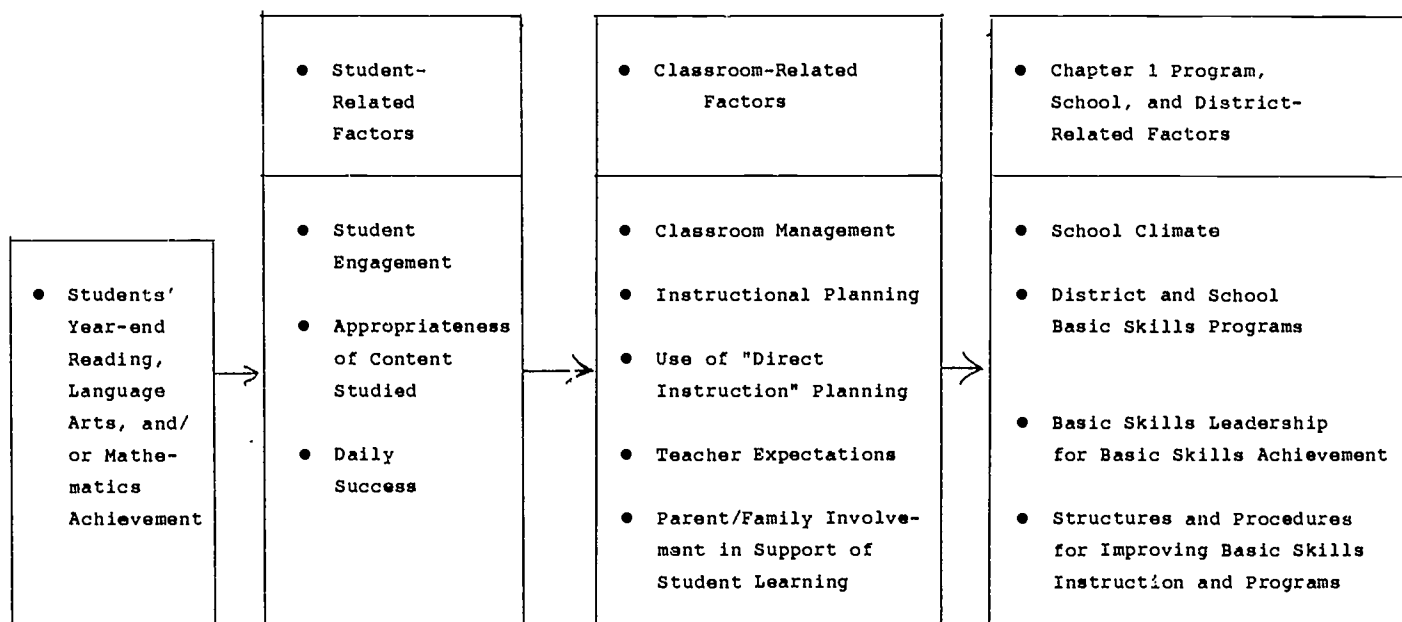 ● Students'
Year-end
Reading,
Language
Arts, and/
or Mathe-
matics
Achievement
● Student-
Related
Factors
● Student
Engagement
● Appropriateness
of Content
Studied
● Daily
Success
● Classroom-Related
Factors
● Classroom Management
● Instructional Planning
● Use of "Direct
Instruction" Planning
● Teacher Expectations
● Parent/Family Involve-
ment in Support of
Student Learning
● Chapter 1 Program,
School, and District-
Related Factors
● School Climate
● District and School
Basic Skills Programs
● Basic Skills Leadership
for Basic Skills Achievement
● Structures and Procedures
for Improving Basic Skills
Instruction and Programs